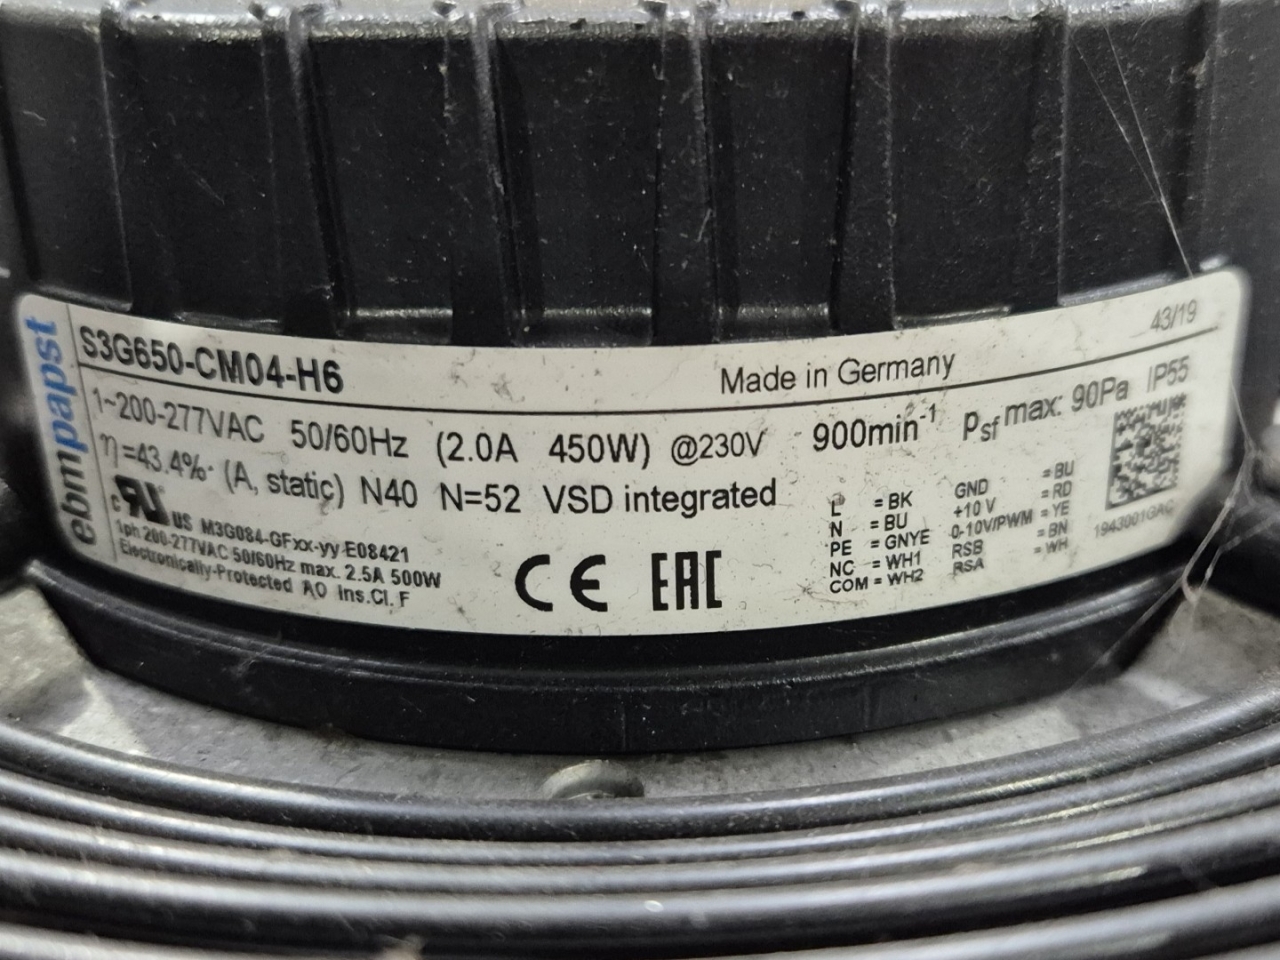 ebmpapst
S3G650-CM04-H6
Made in Germany
43/19
1~200-277VAC 50/60Hz (2.0A 450W) @230V 900min-1 Psf max: 90Pa IP55
η=43.4% (A, static) N40 N=52 VSD integrated
c RU US M3G084-GFxx-yy E08421
1ph 200-277VAC 50/60Hz max. 2.5A 500W
Electronically-Protected AO Ins.Cl. F
CE EAC
L = BK
N = BU
PE = GNYE
NC = WH1
COM = WH2
GND = BU
+10 V = RD
0-10V/PWM = YE
RSB = BN
RSA = WH
1943001GAC